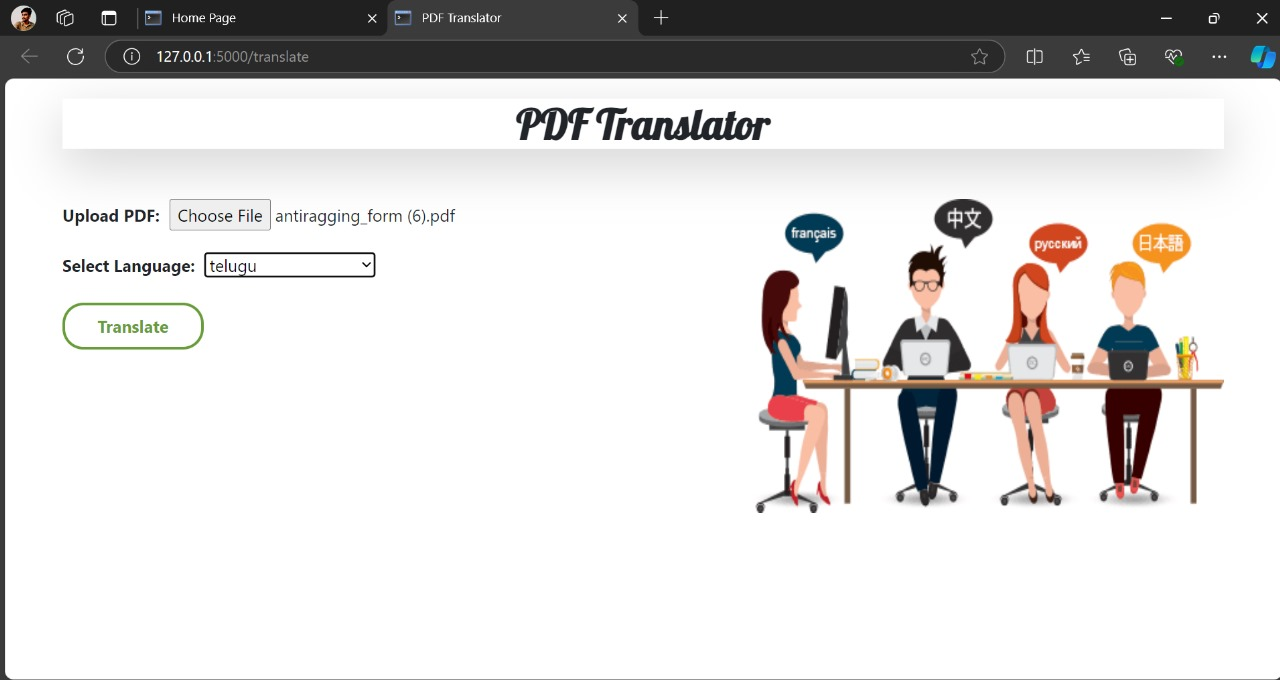 Home Page
PDF Translator
127.0.0.1:5000/translate
PDF Translator
Upload PDF: Choose File antiragging_form (6).pdf
Select Language: telugu
Translate
français
中文
русский
日本語